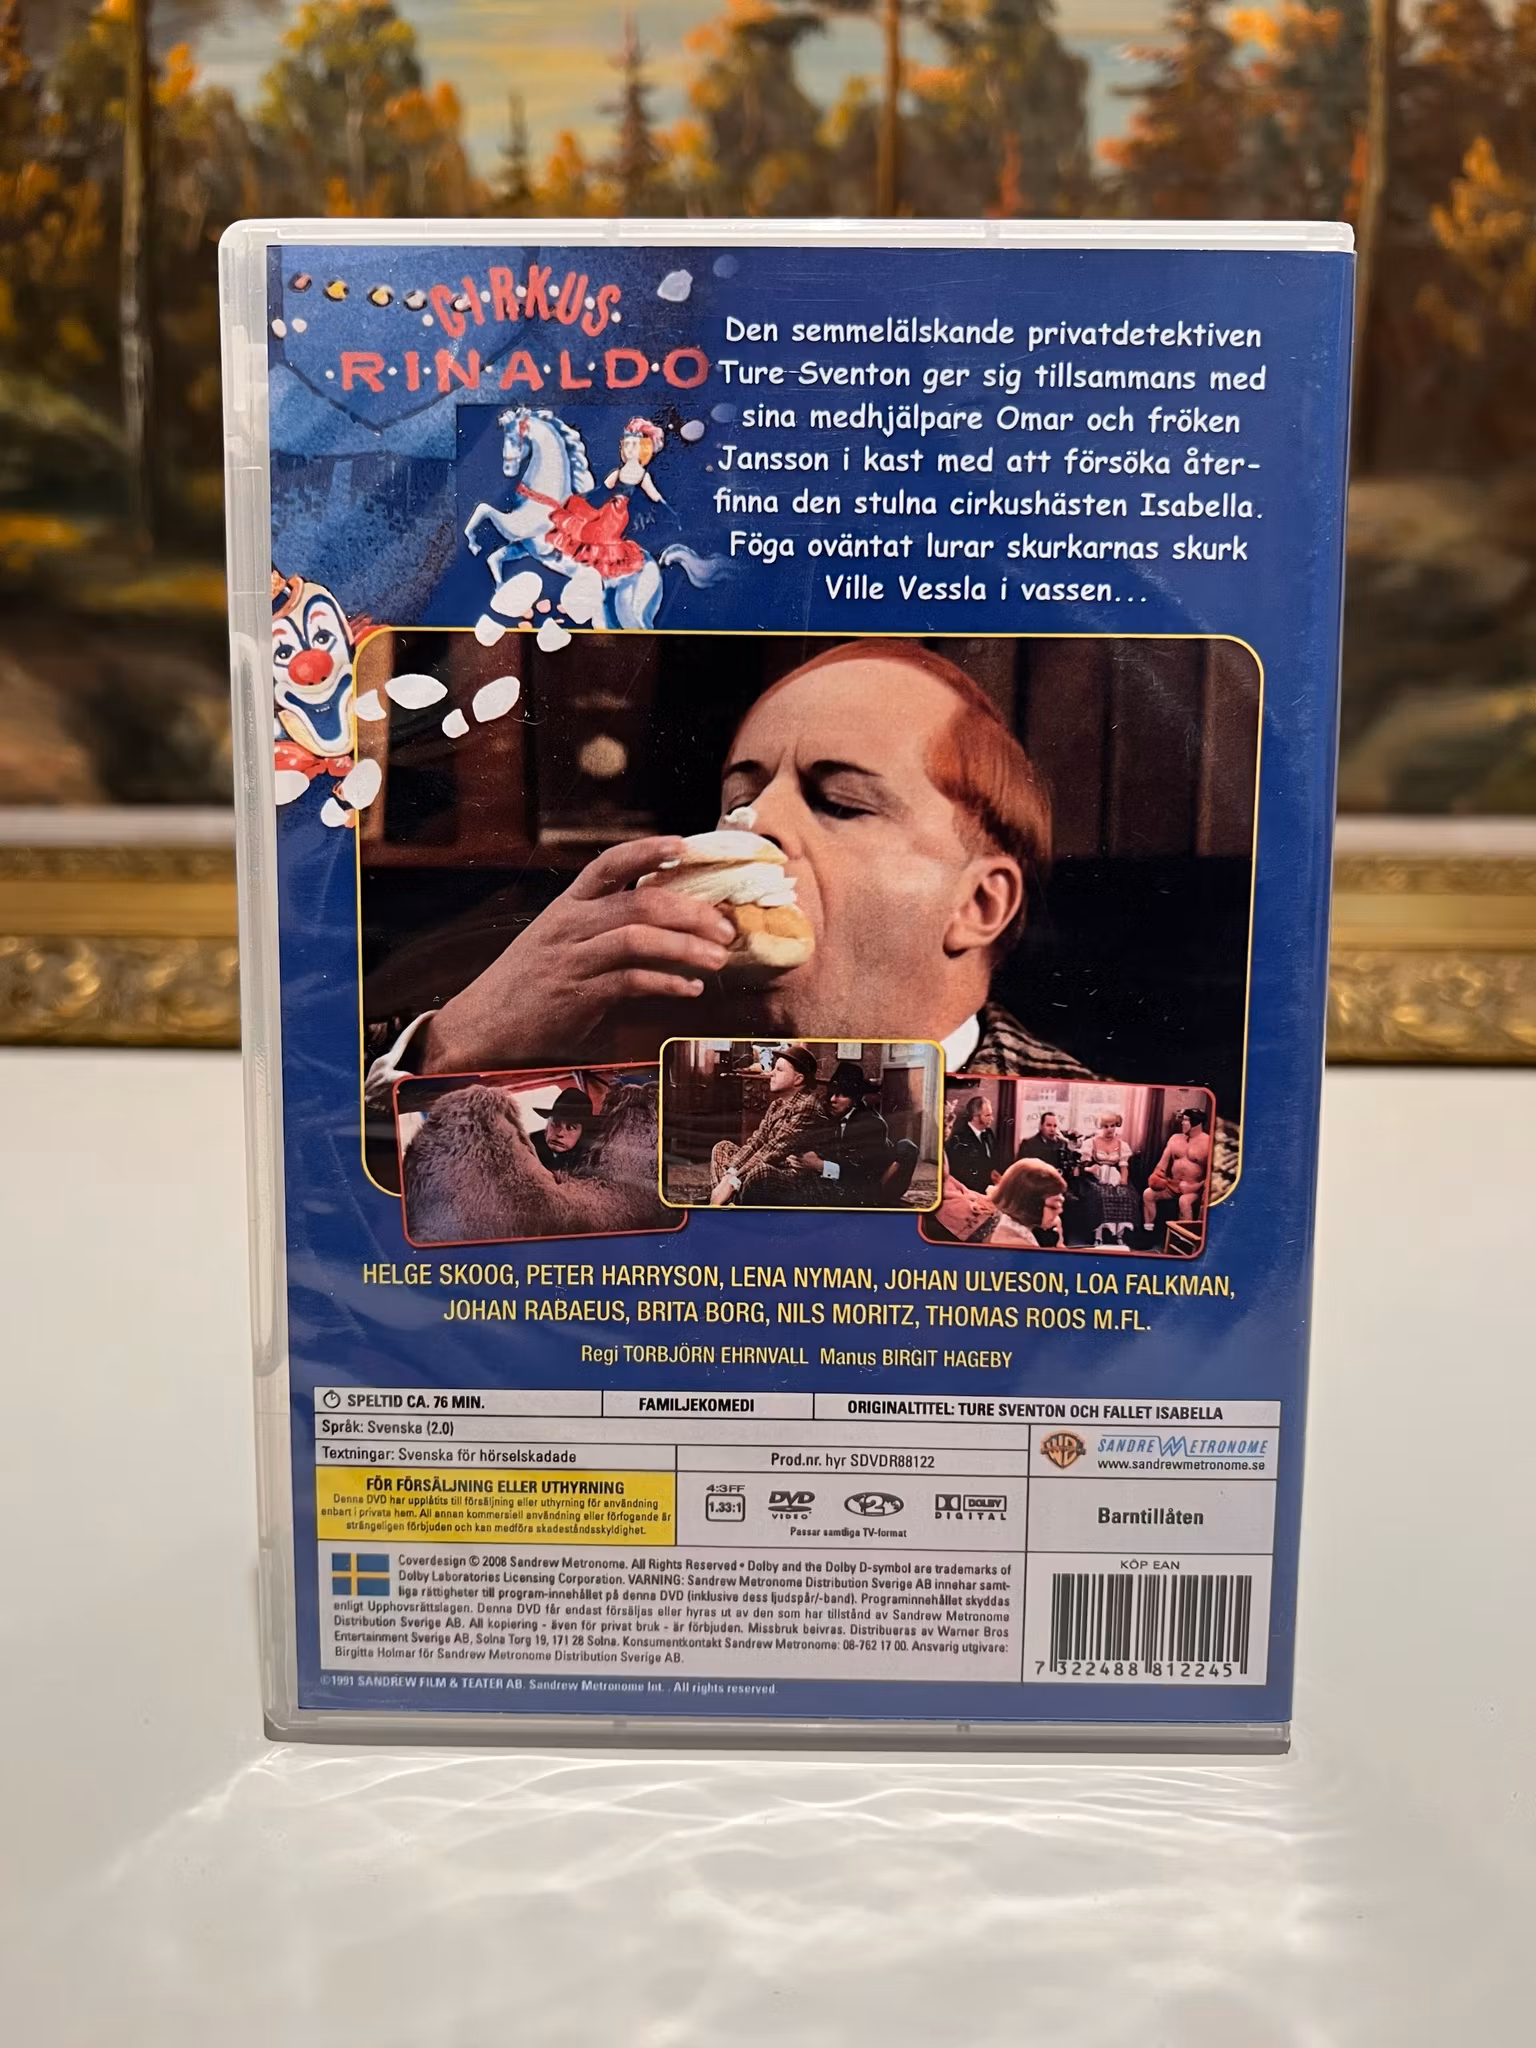 CIRKUS
RINALDO
Den semmelälskande privatdetektiven
Ture Sventon ger sig tillsammans med
sina medhjälpare Omar och fröken
Jansson i kast med att försöka åter-
finna den stulna cirkushästen Isabella.
Föga oväntat lurar skurkarnas skurk
Ville Vessla i vassen...
HELGE SKOOG, PETER HARRYSON, LENA NYMAN, JOHAN ULVESON, LOA FALKMAN,
JOHAN RABAEUS, BRITA BORG, NILS MORITZ, THOMAS ROOS M.FL.
Regi TORBJÖRN EHRNVALL Manus BIRGIT HAGEBY
SPELTID CA. 76 MIN.
FAMILJEKOMEDI
ORIGINALTITEL: TURE SVENTON OCH FALLET ISABELLA
Språk: Svenska (2.0)
Textningar: Svenska för hörselskadade
Prod.nr. hyr SDVDR88122
WB SANDREW METRONOME
www.sandrewmetronome.se
FÖR FÖRSÄLJNING ELLER UTHYRNING
Denna DVD har upplåtits till försäljning eller uthyrning för användning
enbart i privata hem. All annan kommersiell användning eller förfogande är
strängeligen förbjuden och kan medföra skadeståndsskyldighet.
4:3FF
1.33:1
DVD
VIDEO
2
DOLBY
DIGITAL
Passar samtliga TV-format
Barntillåten
Coverdesign © 2008 Sandrew Metronome. All Rights Reserved • Dolby and the Dolby D-symbol are trademarks of
Dolby Laboratories Licensing Corporation. VARNING: Sandrew Metronome Distribution Sverige AB innehar samt-
liga rättigheter till program-innehållet på denna DVD (inklusive dess ljudspår/-band). Programinnehållet skyddas
enligt Upphovsrättslagen. Denna DVD får endast försäljas eller hyras ut av den som har tillstånd av Sandrew Metronome
Distribution Sverige AB. All kopiering - även för privat bruk - är förbjuden. Missbruk beivras. Distribueras av Warner Bros
Entertainment Sverige AB, Solna Torg 19, 171 28 Solna. Konsumentkontakt Sandrew Metronome: 08-762 17 00. Ansvarig utgivare:
Birgitta Holmar för Sandrew Metronome Distribution Sverige AB.
KÖP EAN
7 322488 812245
©1991 SANDREW FILM & TEATER AB. Sandrew Metronome Int. . All rights reserved.